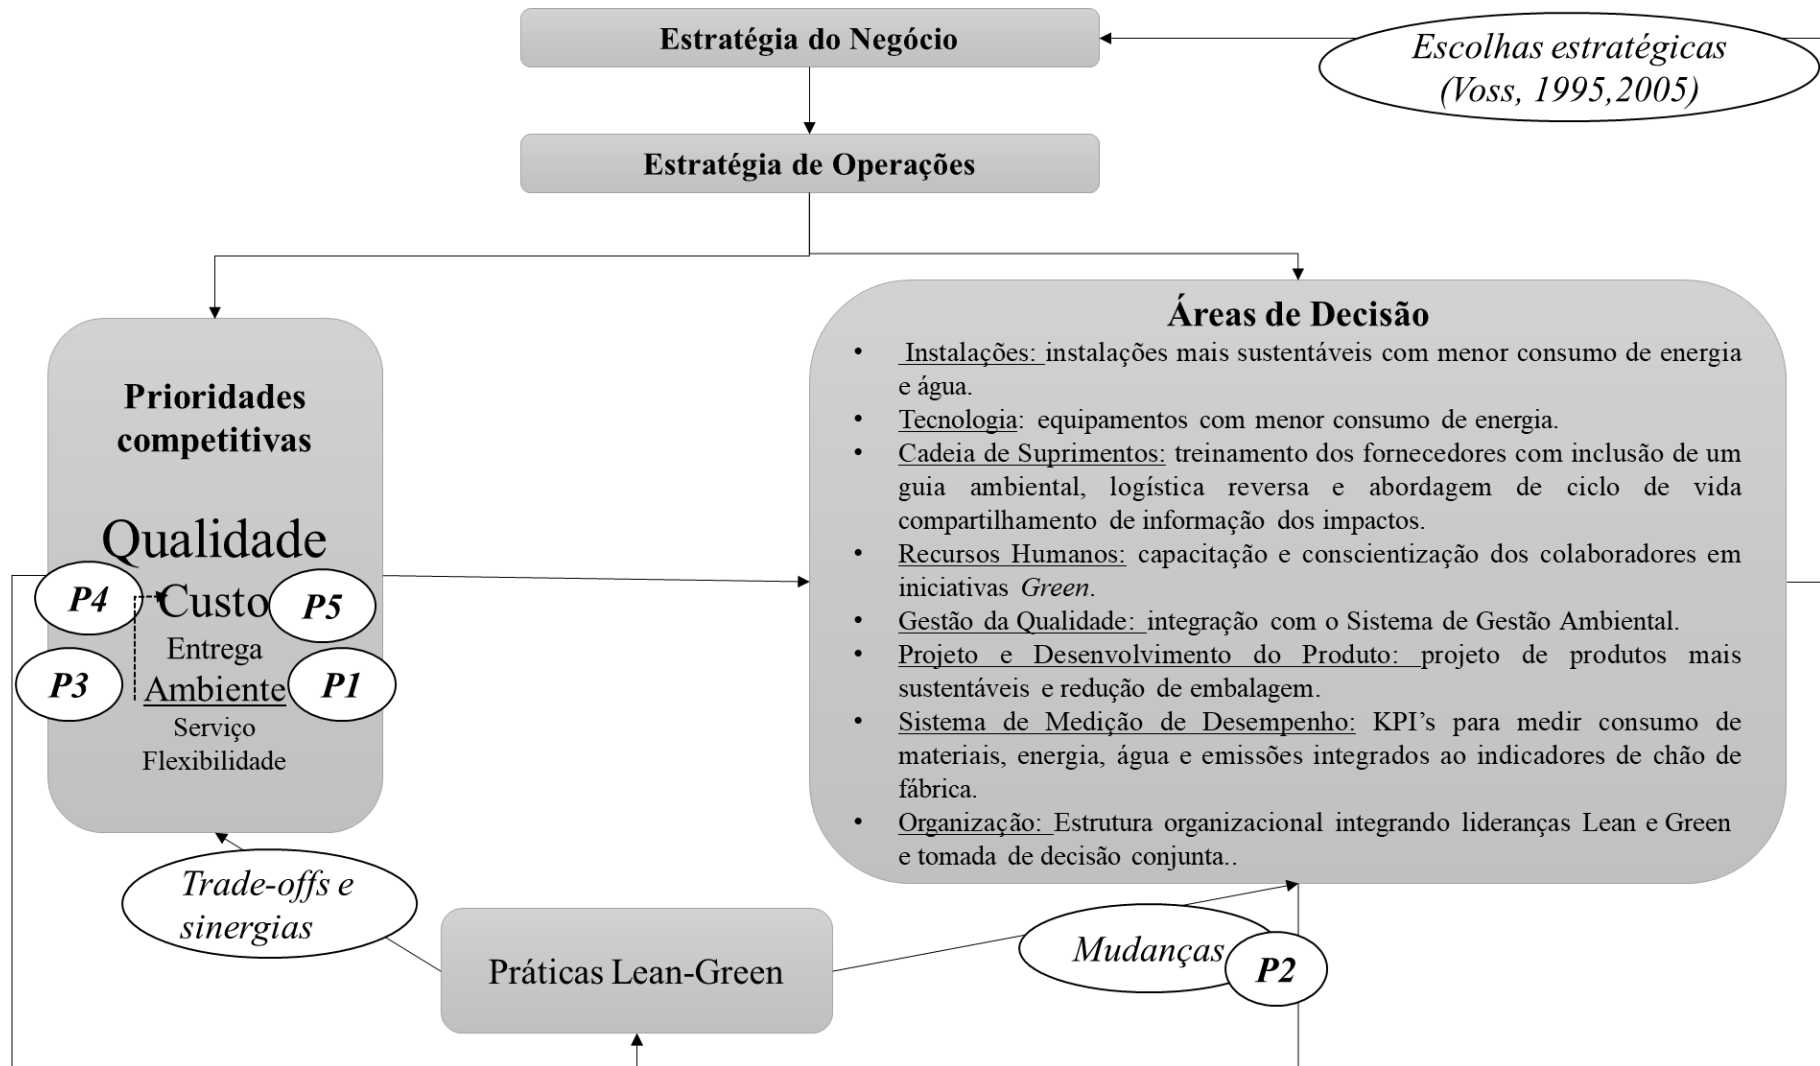 Estratégia do Negócio
Escolhas estratégicas
(Voss, 1995,2005)
Estratégia de Operações
Prioridades
competitivas
Qualidade
P4
Custo
P5
Entrega
P3
Ambiente
P1
Serviço
Flexibilidade
Áreas de Decisão
• Instalações: instalações mais sustentáveis com menor consumo de energia
e água.
• Tecnologia: equipamentos com menor consumo de energia.
• Cadeia de Suprimentos: treinamento dos fornecedores com inclusão de um
guia ambiental, logística reversa e abordagem de ciclo de vida
compartilhamento de informação dos impactos.
• Recursos Humanos: capacitação e conscientização dos colaboradores em
iniciativas Green.
• Gestão da Qualidade: integração com o Sistema de Gestão Ambiental.
• Projeto e Desenvolvimento do Produto: projeto de produtos mais
sustentáveis e redução de embalagem.
• Sistema de Medição de Desempenho: KPI’s para medir consumo de
materiais, energia, água e emissões integrados ao indicadores de chão de
fábrica.
• Organização: Estrutura organizacional integrando lideranças Lean e Green
e tomada de decisão conjunta..
Trade-offs e
sinergias
Práticas Lean-Green
Mudanças
P2